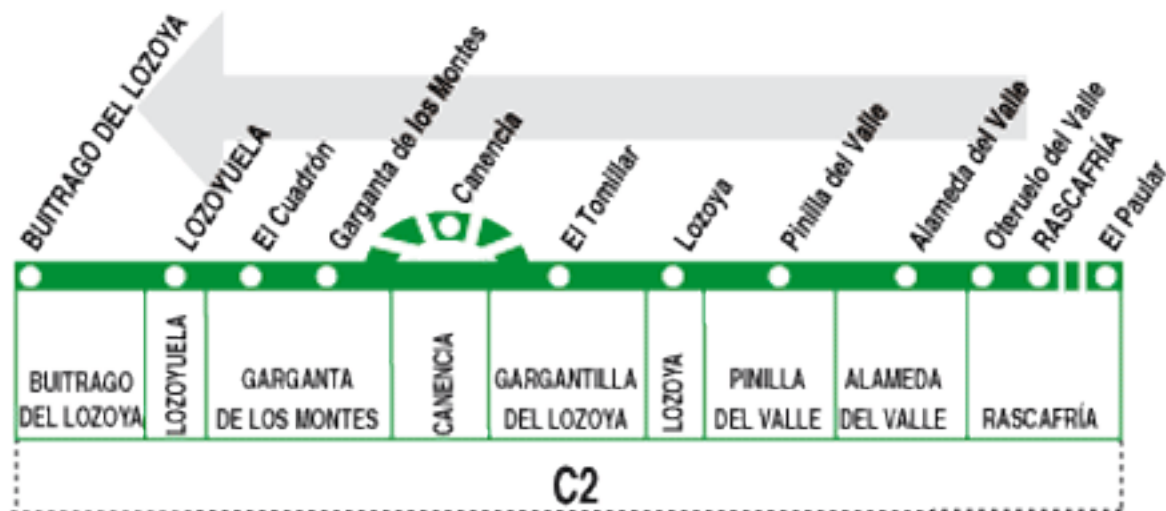 BUITRAGO DEL LOZOYA
LOZOYUELA
El Cuadrón
Garganta de los Montes
Canencia
El Tomillar
Lozoya
Pinilla del Valle
Alameda del Valle
Oteruelo del Valle
RASCAFRÍA
El Paular
BUITRAGO
DEL LOZOYA
LOZOYUELA
GARGANTA
DE LOS MONTES
CANENCIA
GARGANTILLA
DEL LOZOYA
LOZOYA
PINILLA
DEL VALLE
ALAMEDA
DEL VALLE
RASCAFRÍA
C2